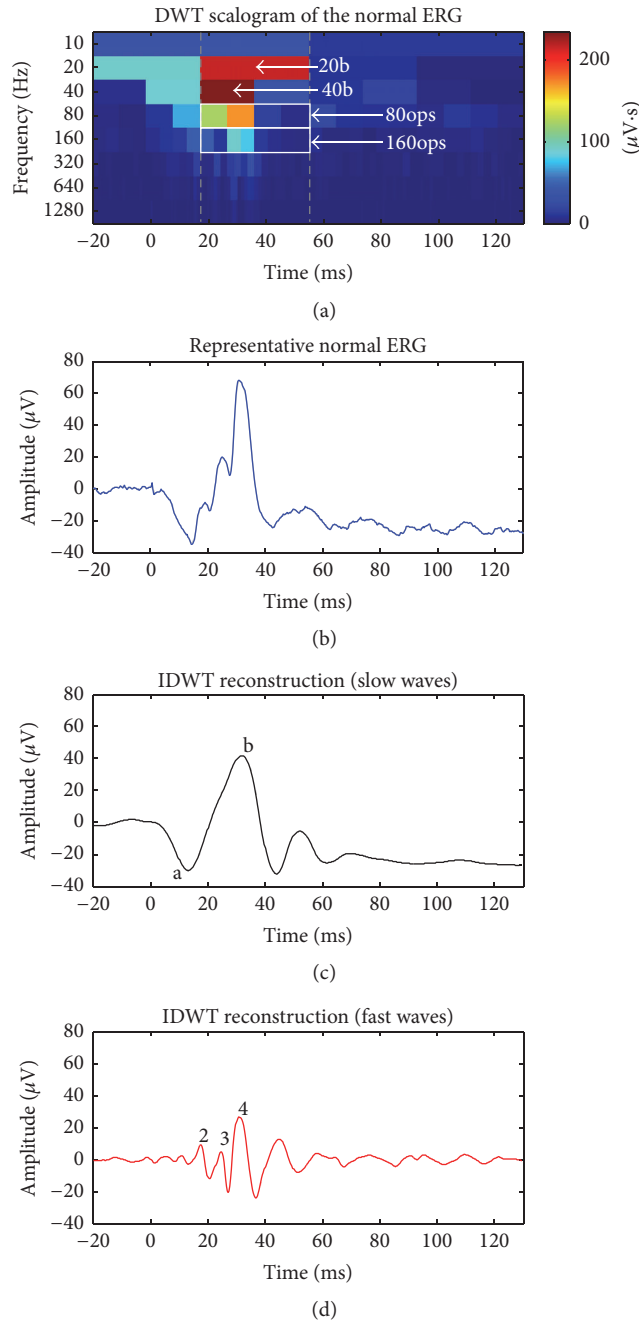 DWT scalogram of the normal ERG
Frequency (Hz)
10
20
40
80
160
320
640
1280
20b
40b
80ops
160ops
−20 0 20 40 60 80 100 120
Time (ms)
200
100
0
(μV·s)
(a)
Representative normal ERG
Amplitude (μV)
80
60
40
20
0
−20
−40
−20 0 20 40 60 80 100 120
Time (ms)
(b)
IDWT reconstruction (slow waves)
Amplitude (μV)
80
60
40
20
0
−20
−40
a
b
−20 0 20 40 60 80 100 120
Time (ms)
(c)
IDWT reconstruction (fast waves)
Amplitude (μV)
80
60
40
20
0
−20
−40
2
3
4
−20 0 20 40 60 80 100 120
Time (ms)
(d)